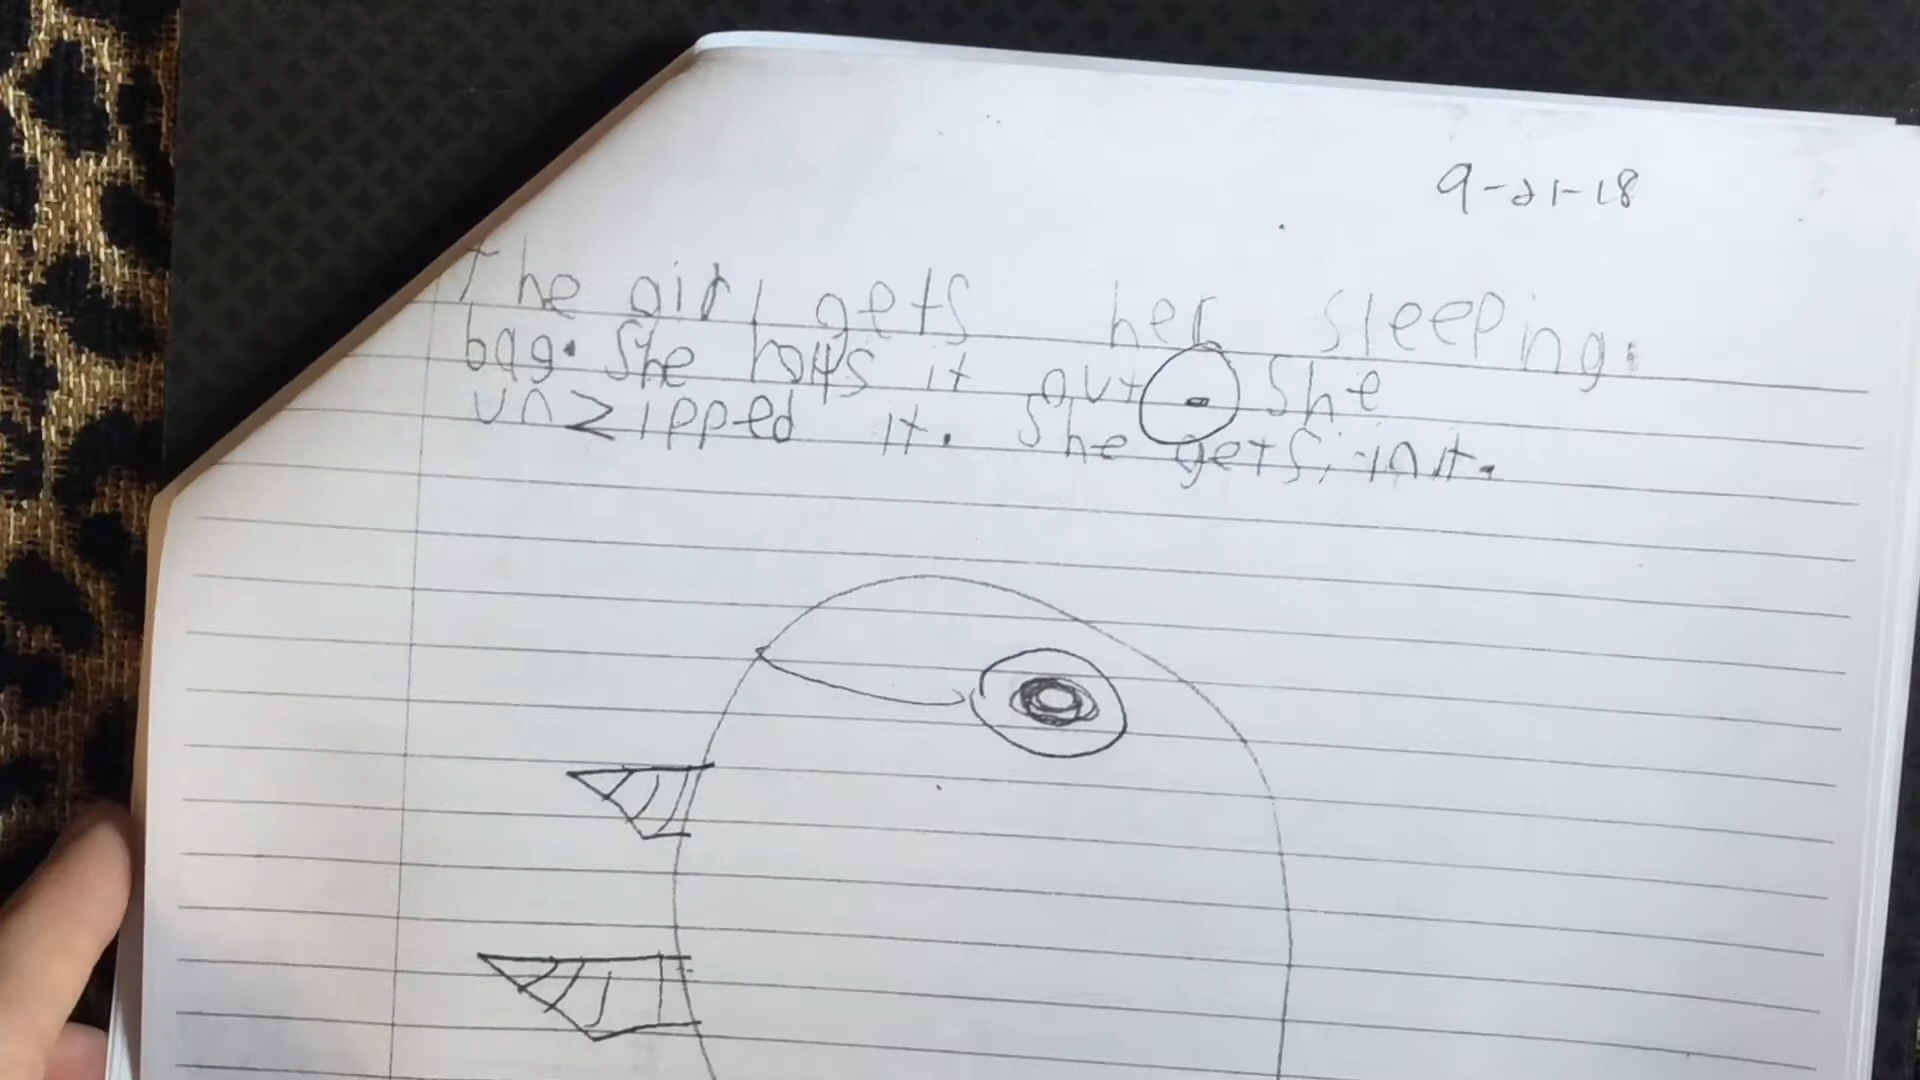 9-21-18
The girl gets her sleeping.
bag. She rolls it out. She
unzipped it. She gets, in it.